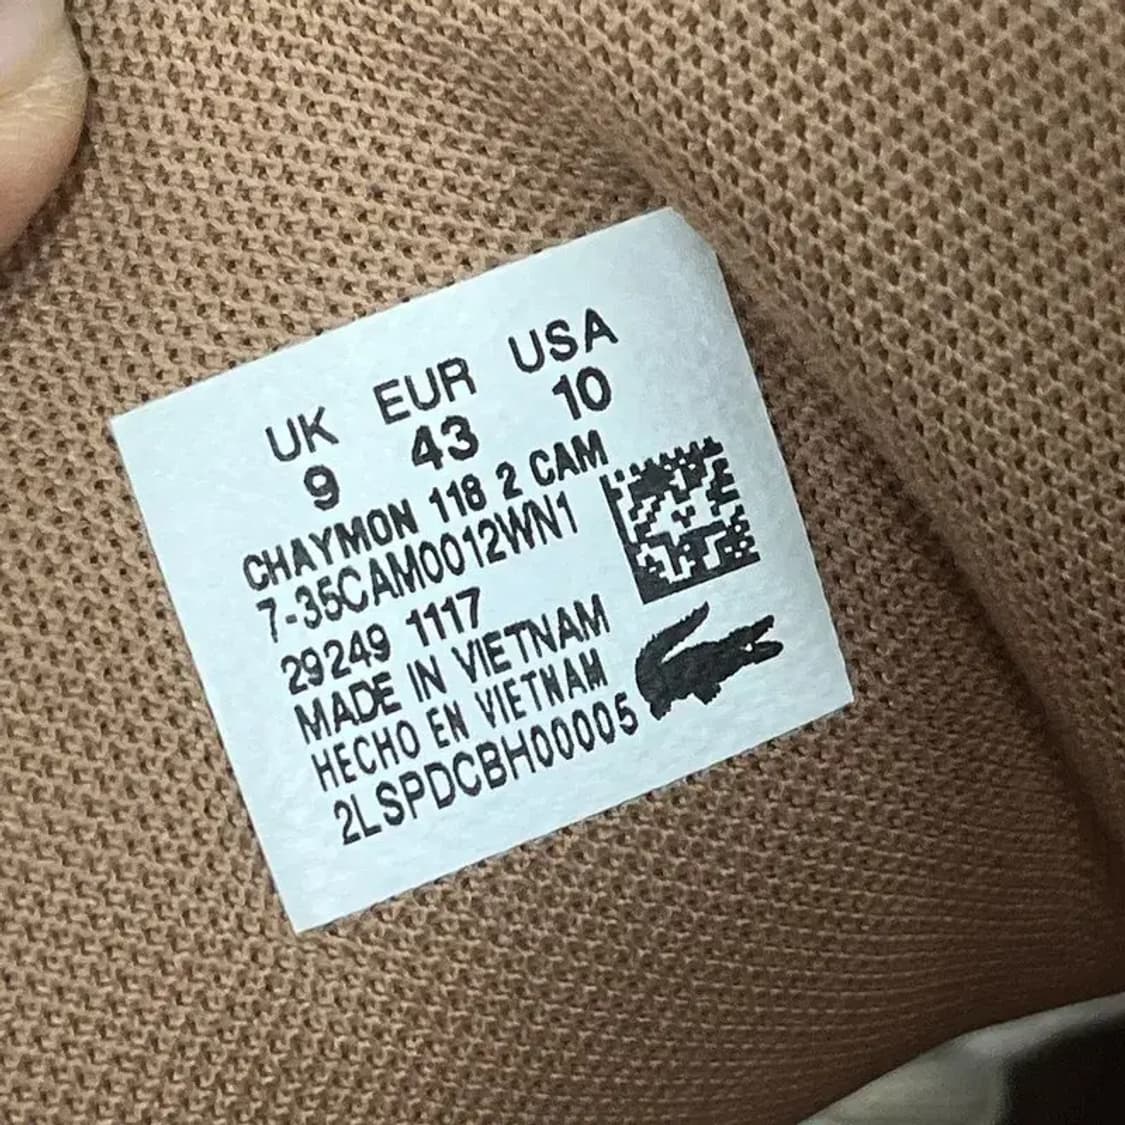 UK EUR USA
9 43 10
CHAYMON 118 2 CAM
7-35CAM0012WN1
29249 1117
MADE IN VIETNAM
HECHO EN VIETNAM
2LSPDCBH00005